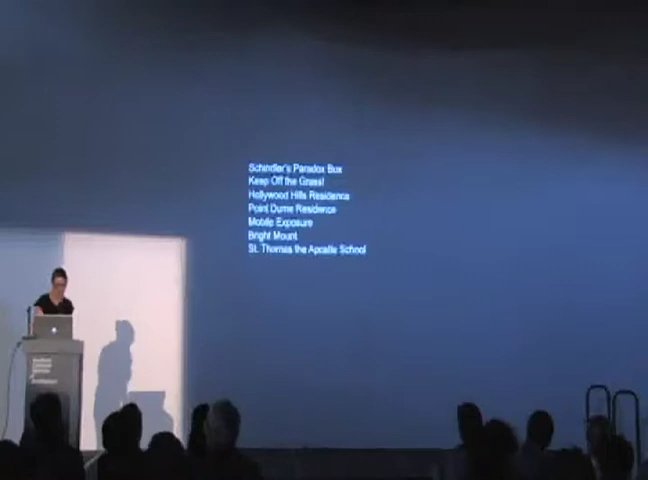 Schindler's Paradox Box
Keep Off the Grass!
Hollywood Hills Residence
Point Dume Residence
Mobile Exposure
Bright Mount
St. Thomas the Apostle School